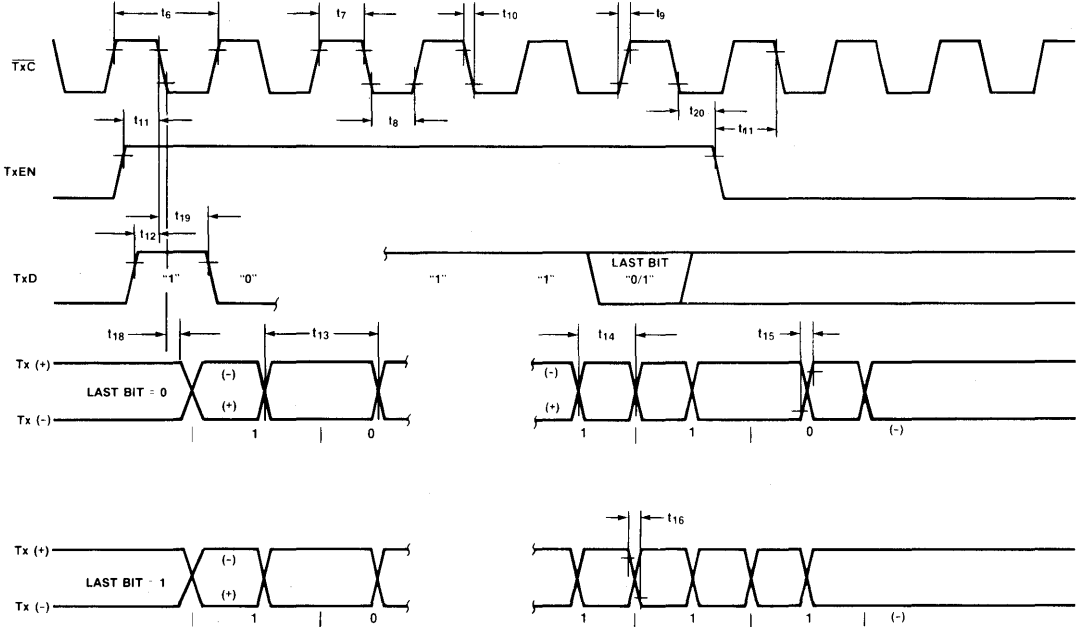 t6 t7 t10 t9
TxC
t11 t8 t20 t11
TxEN
t19
t12
TxD "1" "0" "1" "1" LAST BIT "0/1"
t18 t13 t14 t15
Tx (+)
(-) (-)
LAST BIT = 0
(+) (+)
Tx (-)
1 0 1 1 0 (-)
t16
Tx (+)
(-)
LAST BIT = 1
(+)
Tx (-)
1 0 1 1 1 (-)